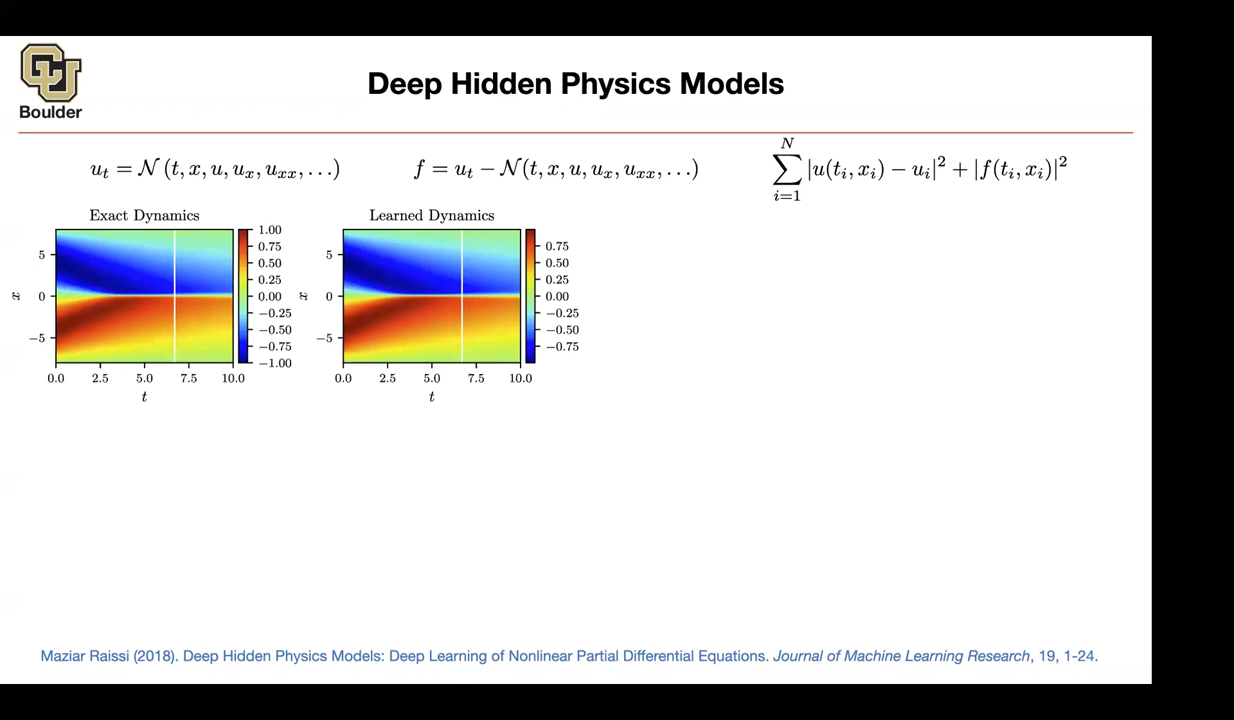 Boulder
Deep Hidden Physics Models
u_t = 𝒩 (t, x, u, u_x, u_xx, . . .)
f = u_t − 𝒩(t, x, u, u_x, u_xx, . . .)
∑_{i=1}^{N} |u(t_i, x_i) − u_i|^2 + |f(t_i, x_i)|^2
Exact Dynamics
5
0
−5
x
0.0 2.5 5.0 7.5 10.0
t
1.00
0.75
0.50
0.25
0.00
−0.25
−0.50
−0.75
−1.00
Learned Dynamics
5
0
−5
x
0.0 2.5 5.0 7.5 10.0
t
0.75
0.50
0.25
0.00
−0.25
−0.50
−0.75
Maziar Raissi (2018). Deep Hidden Physics Models: Deep Learning of Nonlinear Partial Differential Equations. Journal of Machine Learning Research, 19, 1-24.